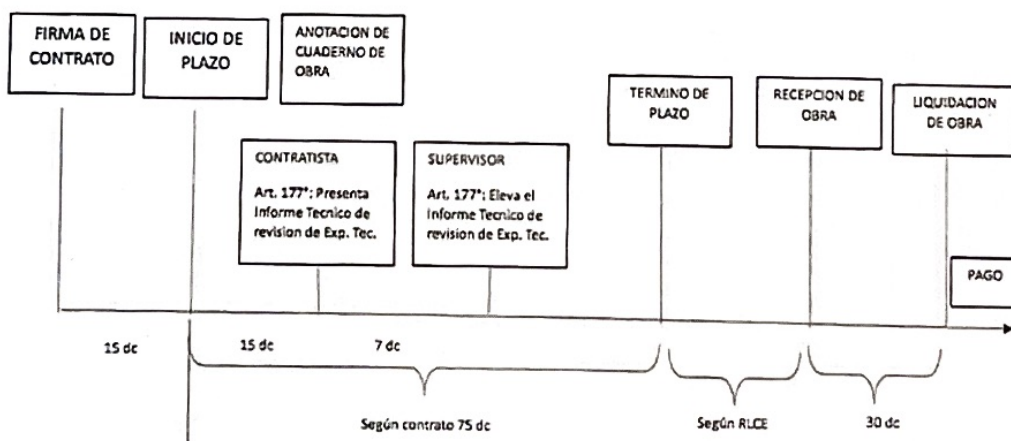 FIRMA DE
CONTRATO
INICIO DE
PLAZO
ANOTACION DE
CUADERNO DE
OBRA
TERMINO DE
PLAZO
RECEPCION DE
OBRA
LIQUIDACION
DE OBRA
CONTRATISTA
Art. 177°: Presenta
Informe Tecnico de
revision de Exp. Tec.
SUPERVISOR
Art. 177°: Eleva el
Informe Tecnico de
revision de Exp. Tec.
PAGO
15 dc
15 dc
7 dc
Según contrato 75 dc
Según RLCE
30 dc